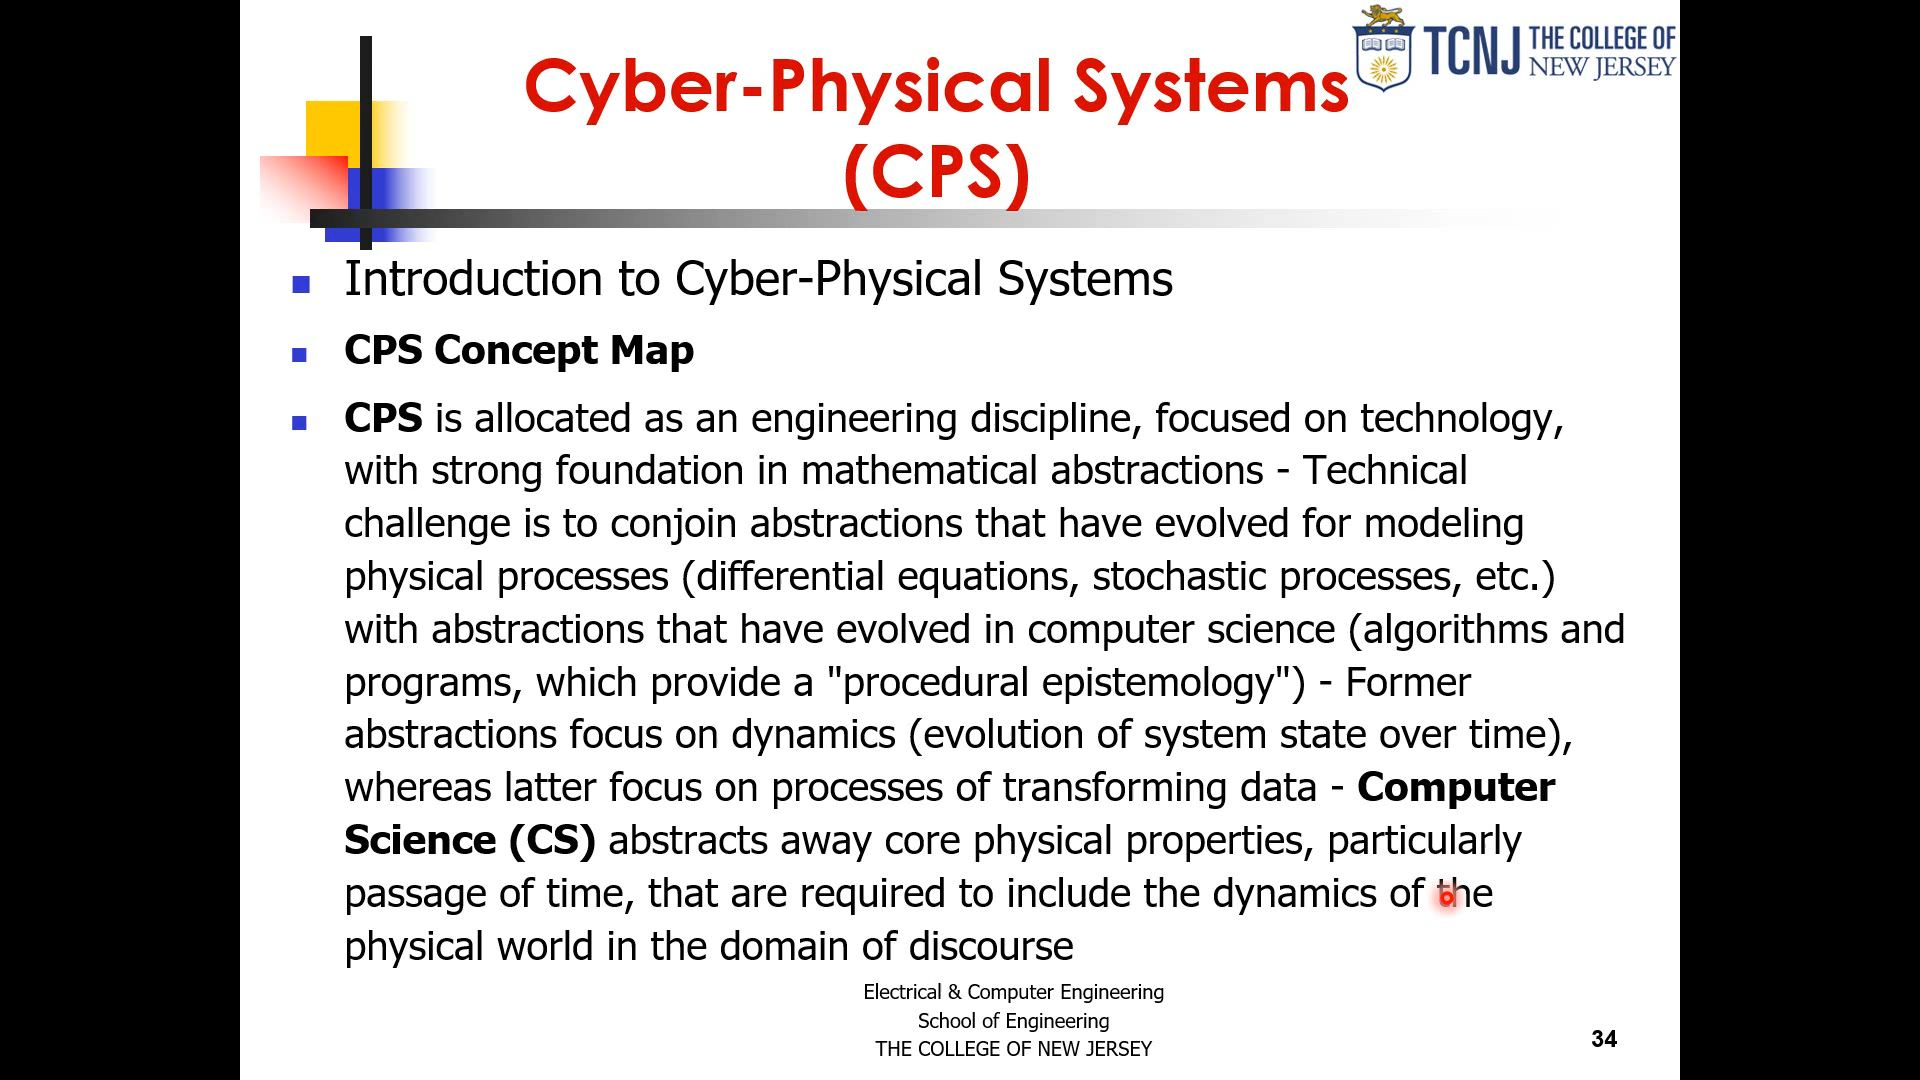 TCNJ THE COLLEGE OF
NEW JERSEY
Cyber-Physical Systems
(CPS)
Introduction to Cyber-Physical Systems
CPS Concept Map
CPS is allocated as an engineering discipline, focused on technology,
with strong foundation in mathematical abstractions - Technical
challenge is to conjoin abstractions that have evolved for modeling
physical processes (differential equations, stochastic processes, etc.)
with abstractions that have evolved in computer science (algorithms and
programs, which provide a "procedural epistemology") - Former
abstractions focus on dynamics (evolution of system state over time),
whereas latter focus on processes of transforming data - Computer
Science (CS) abstracts away core physical properties, particularly
passage of time, that are required to include the dynamics of the
physical world in the domain of discourse
Electrical & Computer Engineering
School of Engineering
THE COLLEGE OF NEW JERSEY
34